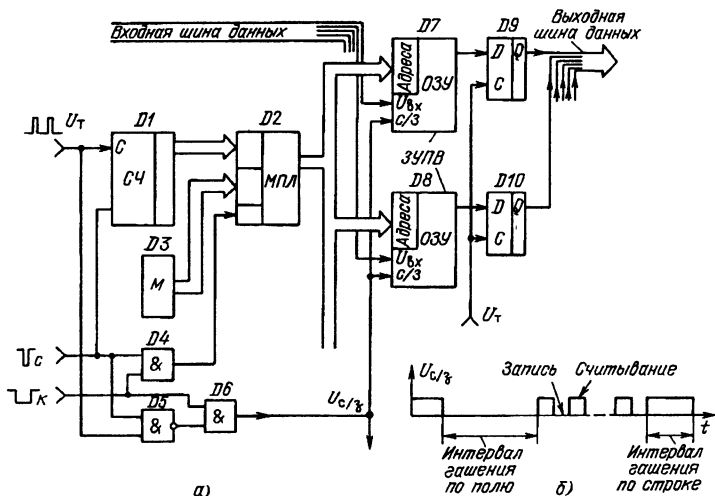 Входная шина данных
D7
D9
Выходная
шина данных
Адреса
ОЗУ
Uвх
С/З
D
Q
C
Uт
D1
D2
C
СЧ
МПЛ
ЗУПВ
D8
D10
Адреса
ОЗУ
Uвх
С/З
D
Q
C
D3
М
Uт
С
D4
&
К
D5
&
D6
&
Uс/з
Uс/з
Запись
Считывание
t
Интервал
гашения
по полю
Интервал
гашения
по строке
а)
б)